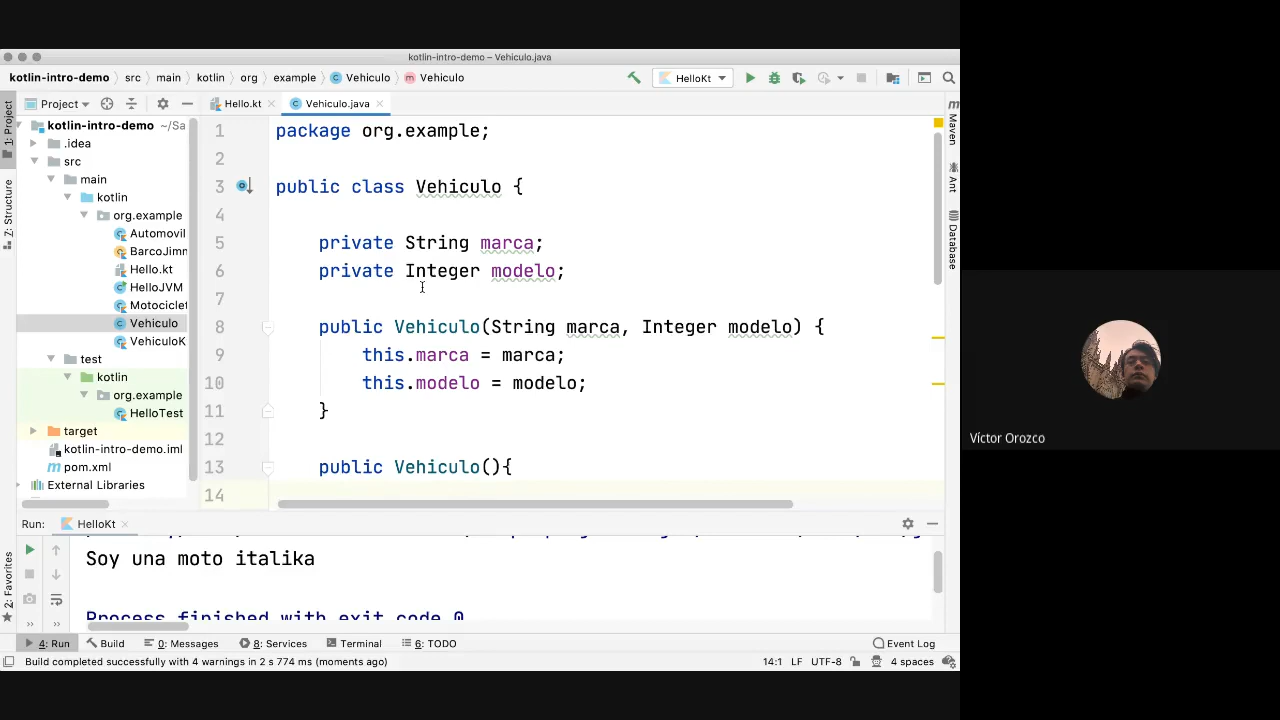 kotlin-intro-demo – Vehiculo.java
kotlin-intro-demo src main kotlin org example Vehiculo Vehiculo HelloKt
Project Hello.kt Vehiculo.java
1: Project
Z: Structure
2: Favorites
kotlin-intro-demo ~/Sa
.idea
src
main
kotlin
org.example
Automovil
BarcoJimn
Hello.kt
HelloJVM
Motociclet
Vehiculo
VehiculoK
test
kotlin
org.example
HelloTest
target
kotlin-intro-demo.iml
pom.xml
External Libraries
1 package org.example;
2
3 public class Vehiculo {
4
5 private String marca;
6 private Integer modelo;
7
8 public Vehiculo(String marca, Integer modelo) {
9 this.marca = marca;
10 this.modelo = modelo;
11 }
12
13 public Vehiculo(){
14
Maven
Ant
Database
Run: HelloKt
Soy una moto italika
Process finished with exit code 0
4: Run Build 0: Messages 8: Services Terminal 6: TODO Event Log
Build completed successfully with 4 warnings in 2 s 774 ms (moments ago) 14:1 LF UTF-8 4 spaces
Víctor Orozco